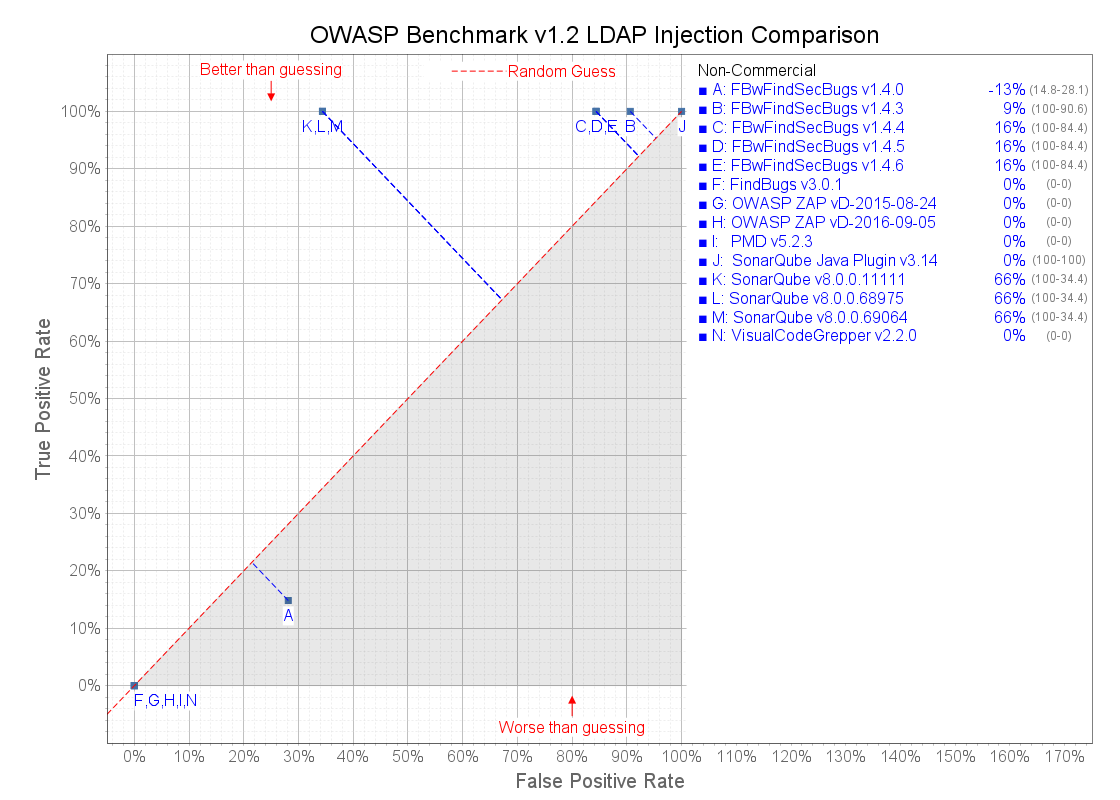 OWASP Benchmark v1.2 LDAP Injection Comparison
Better than guessing
Random Guess
Non-Commercial
A: FBwFindSecBugs v1.4.0 -13% (14.8-28.1)
B: FBwFindSecBugs v1.4.3 9% (100-90.6)
C: FBwFindSecBugs v1.4.4 16% (100-84.4)
D: FBwFindSecBugs v1.4.5 16% (100-84.4)
E: FBwFindSecBugs v1.4.6 16% (100-84.4)
F: FindBugs v3.0.1 0% (0-0)
G: OWASP ZAP vD-2015-08-24 0% (0-0)
H: OWASP ZAP vD-2016-09-05 0% (0-0)
I: PMD v5.2.3 0% (0-0)
J: SonarQube Java Plugin v3.14 0% (100-100)
K: SonarQube v8.0.0.11111 66% (100-34.4)
L: SonarQube v8.0.0.68975 66% (100-34.4)
M: SonarQube v8.0.0.69064 66% (100-34.4)
N: VisualCodeGrepper v2.2.0 0% (0-0)
K,L,M
C,D,E
B
J
A
F,G,H,I,N
Worse than guessing
True Positive Rate
100%
90%
80%
70%
60%
50%
40%
30%
20%
10%
0%
0% 10% 20% 30% 40% 50% 60% 70% 80% 90% 100% 110% 120% 130% 140% 150% 160% 170%
False Positive Rate